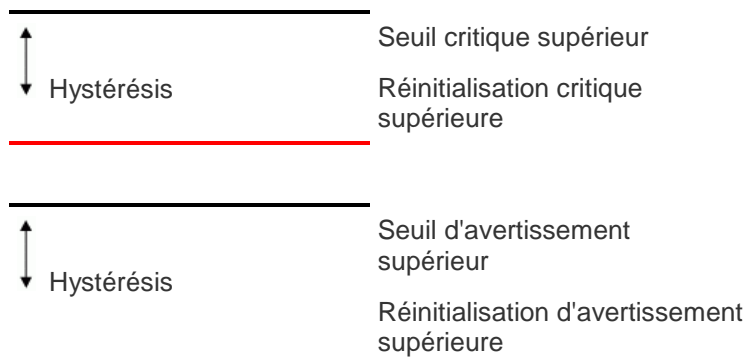 Seuil critique supérieur
Hystérésis
Réinitialisation critique
supérieure
Seuil d'avertissement
supérieur
Hystérésis
Réinitialisation d'avertissement
supérieure